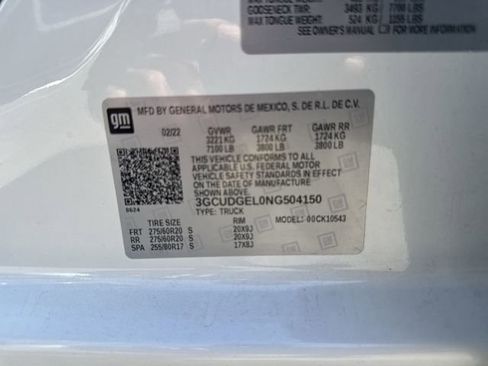 GOOSENECK TWR 3493 KG 7700 LBS
MAX TONGUE WEIGHT 524 KG 1155 LBS
SEE OWNER'S MANUAL FOR MORE INFORMATION
gm
MFD BY GENERAL MOTORS DE MEXICO, S. DE R.L. DE C.V.
02/22 GVWR GAWR FRT GAWR RR
3221 KG 1724 KG 1724 KG
7100 LB 3800 LB 3800 LB
THIS VEHICLE CONFORMS TO ALL
APPLICABLE U.S. FEDERAL MOTOR
VEHICLE SAFETY STANDARDS IN
EFFECT ON THE DATE OF
MANUFACTURE SHOWN ABOVE.
3GCUDGEL0NG504150
TYPE: TRUCK
TIRE SIZE RIM MODEL: 00CK10543
FRT 275/60R20 S 20X9J
RR 275/60R20 S 20X9J
SPA 255/80R17 S 17X8J